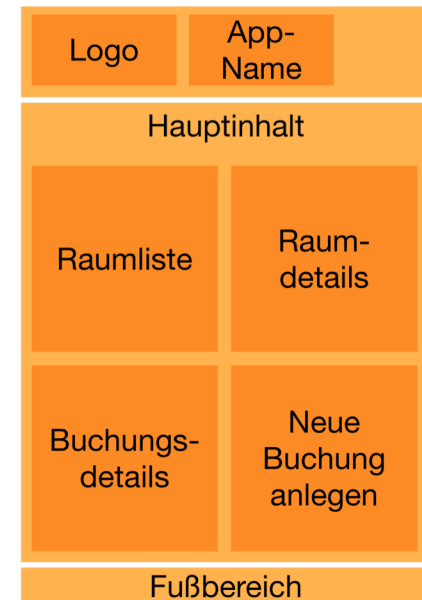 Logo
App-
Name
Hauptinhalt
Raumliste
Raum-
details
Buchungs-
details
Neue
Buchung
anlegen
Fußbereich